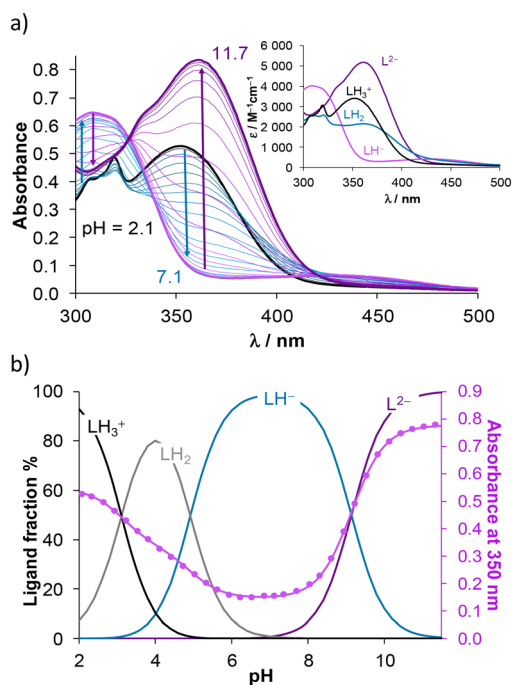 a)
11.7
0.8
0.7
0.6
0.5
0.4
0.3
0.2
0.1
0.0
Absorbance
pH = 2.1
7.1
300 350 400 450 500
λ / nm
6 000
5 000
4 000
3 000
2 000
1 000
0
ε / M⁻¹cm⁻¹
L²⁻
LH₃⁺
LH₂
LH⁻
300 350 400 450 500
λ / nm
b)
100
80
60
40
20
0
Ligand fraction %
LH₃⁺
LH₂
LH⁻
L²⁻
0.9
0.8
0.7
0.6
0.5
0.4
0.3
0.2
0.1
0.0
Absorbance at 350 nm
2 4 6 8 10
pH